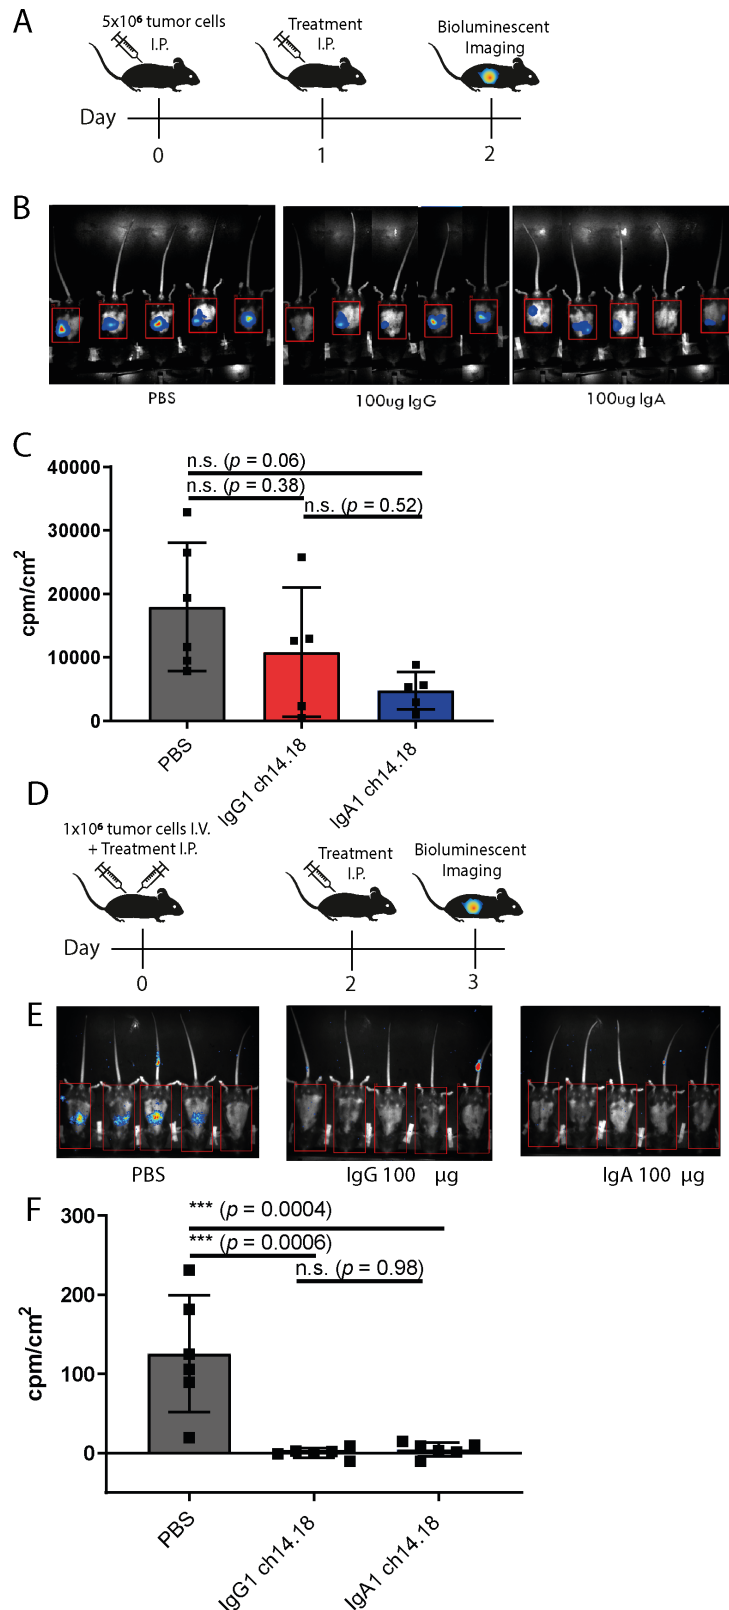 A
5x10⁶ tumor cells
I.P.
Treatment
I.P.
Bioluminescent
Imaging
Day
0
1
2
B
PBS
100ug IgG
100ug IgA
C
40000
30000
20000
10000
0
cpm/cm²
n.s. (p = 0.06)
n.s. (p = 0.38)
n.s. (p = 0.52)
PBS
IgG1 ch14.18
IgA1 ch14.18
D
1x10⁶ tumor cells I.V.
+ Treatment I.P.
Treatment
I.P.
Bioluminescent
Imaging
Day
0
2
3
E
PBS
IgG 100 µg
IgA 100 µg
F
300
200
100
0
cpm/cm²
*** (p = 0.0004)
*** (p = 0.0006)
n.s. (p = 0.98)
PBS
IgG1 ch14.18
IgA1 ch14.18